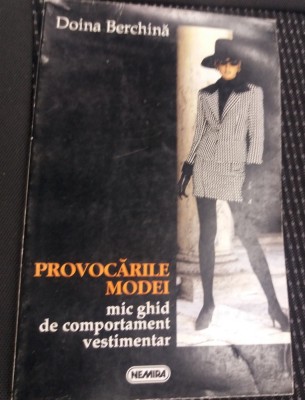 Doina Berchină
PROVOCĂRILE
MODEI
mic ghid
de comportament
vestimentar
NEMIRA